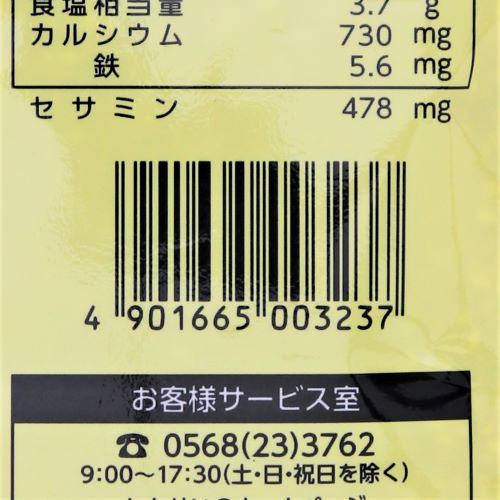 食塩相当量 3.7 g
カルシウム 730 mg
鉄 5.6 mg
セサミン 478 mg
4 901665 003237
お客様サービス室
☎ 0568(23)3762
9:00～17:30(土・日・祝日を除く)